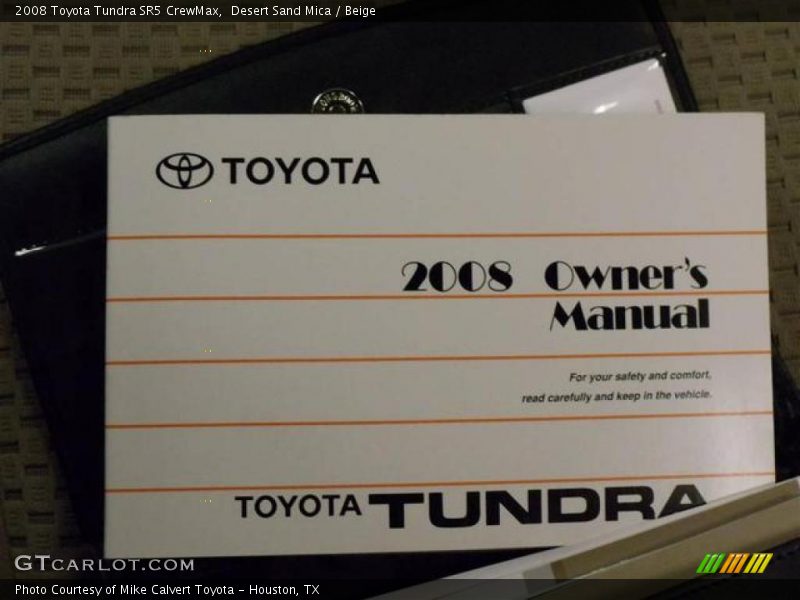 2008 Toyota Tundra SR5 CrewMax,  Desert Sand Mica / Beige
TOYOTA
2008 Owner's
Manual
For your safety and comfort,
read carefully and keep in the vehicle.
TOYOTA TUNDRA
GTCARLOT.COM
Photo Courtesy of Mike Calvert Toyota - Houston, TX